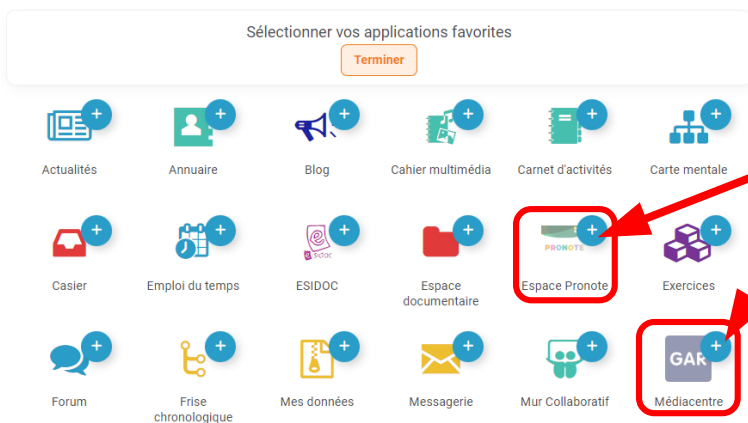 Sélectionner vos applications favorites
Terminer
Actualités
Annuaire
Blog
Cahier multimédia
Carnet d'activités
Carte mentale
e
ESIDOC
PRONOTE
Casier
Emploi du temps
ESIDOC
Espace
documentaire
Espace Pronote
Exercices
GAR
Forum
Frise
chronologique
Mes données
Messagerie
Mur Collaboratif
Médiacentre